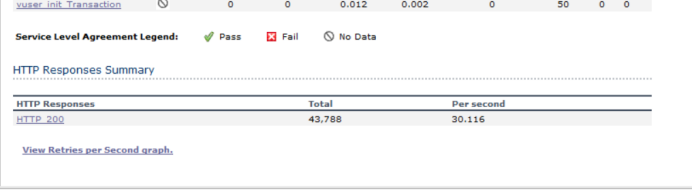 vuser_init_Transaction 0 0 0.012 0.002 0 50 0 0
Service Level Agreement Legend: Pass Fail No Data
HTTP Responses Summary
HTTP Responses Total Per second
HTTP_200 43,788 30.116
View Retries per Second graph.